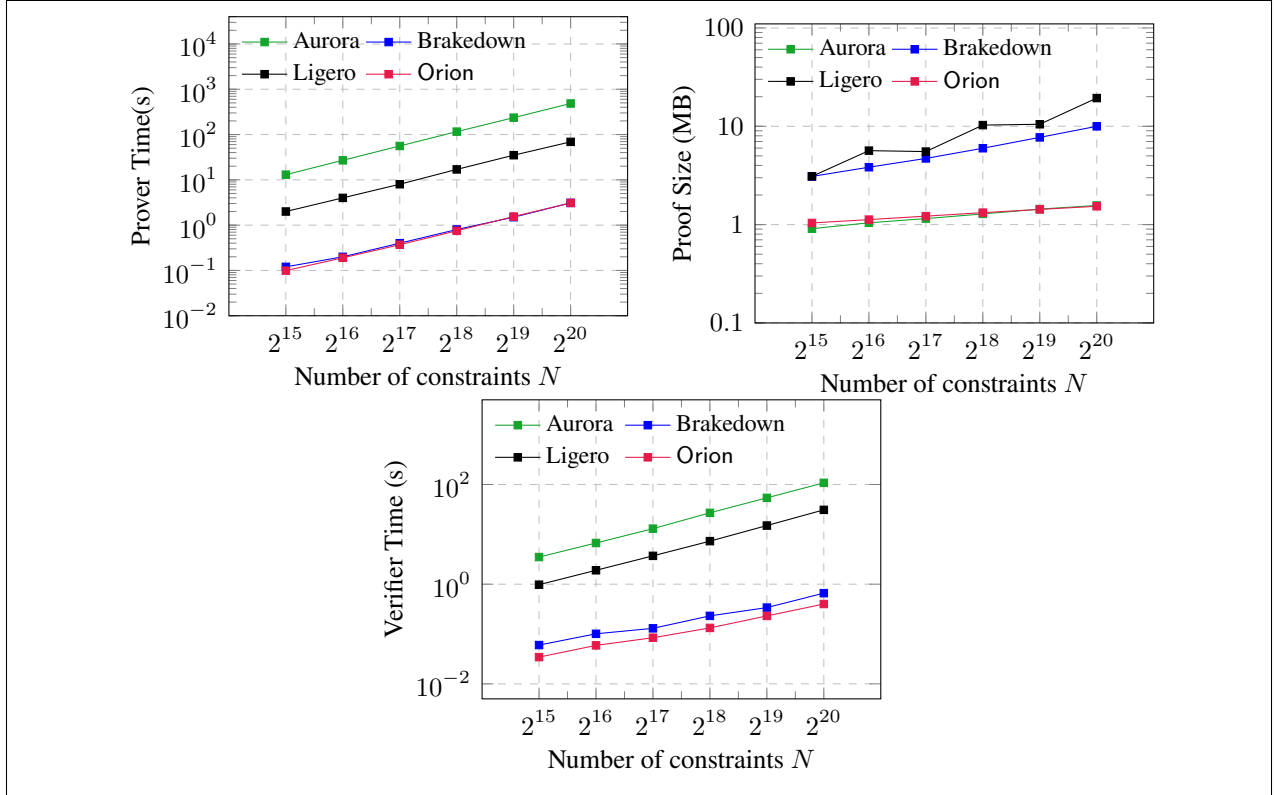 Prover Time(s)
Aurora Brakedown
Ligero Orion
10^4
10^3
10^2
10^1
10^0
10^−1
10^−2
2^15 2^16 2^17 2^18 2^19 2^20
Number of constraints N
Proof Size (MB)
Aurora Brakedown
Ligero Orion
100
10
1
0.1
2^15 2^16 2^17 2^18 2^19 2^20
Number of constraints N
Verifier Time (s)
Aurora Brakedown
Ligero Orion
10^2
10^0
10^−2
2^15 2^16 2^17 2^18 2^19 2^20
Number of constraints N